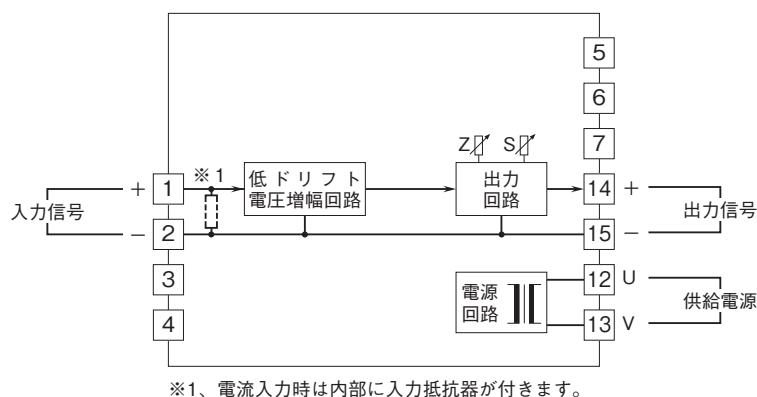 5
6
7
Z S
※1
+ 1 低ドリフト 出力 14 +
電圧増幅回路 回路
入力信号 出力信号
− 2 15 −
3 電源 12 U
回路 供給電源
4 13 V
※1、電流入力時は内部に入力抵抗器が付きます。